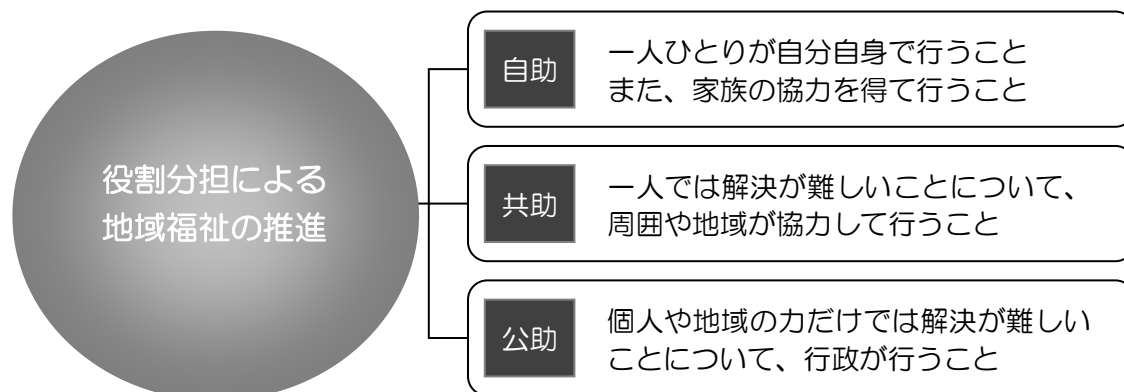 役割分担による
地域福祉の推進
自助
一人ひとりが自分自身で行うこと
また、家族の協力を得て行うこと
共助
一人では解決が難しいことについて、
周囲や地域が協力して行うこと
公助
個人や地域の力だけでは解決が難しい
ことについて、行政が行うこと